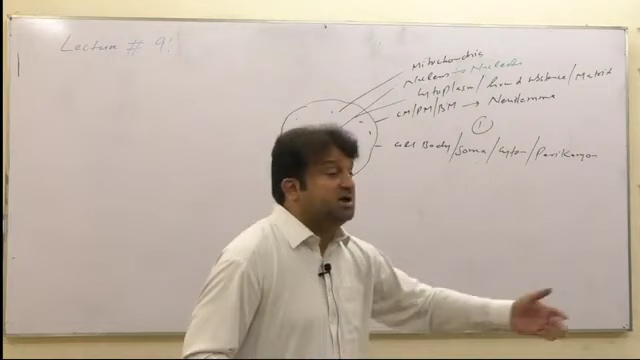 Lecture # 9:
Mitochondria
Nucleus → Nucleolus
Cytoplasm / Ground substance / Matrix
CM/PM/BM → Neurilemma
①
Cell Body / Soma / Cyton / Perikaryon